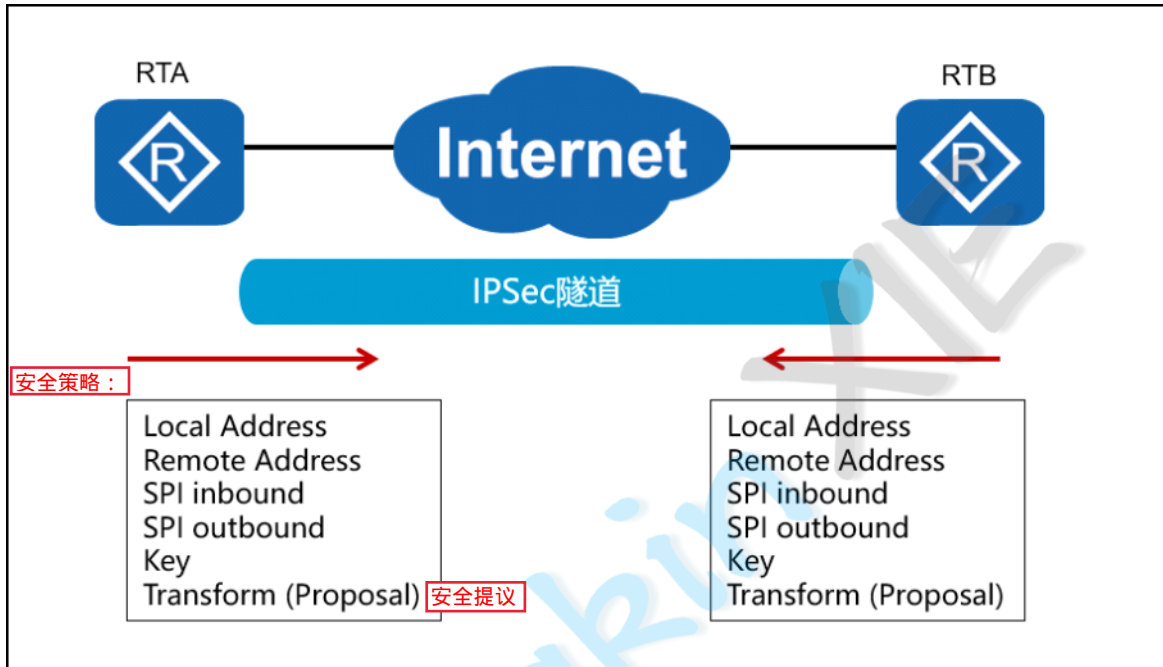 RTA
RTB
R
Internet
R
IPSec隧道
安全策略：
Local Address
Remote Address
SPI inbound
SPI outbound
Key
Transform (Proposal)
安全提议
Local Address
Remote Address
SPI inbound
SPI outbound
Key
Transform (Proposal)